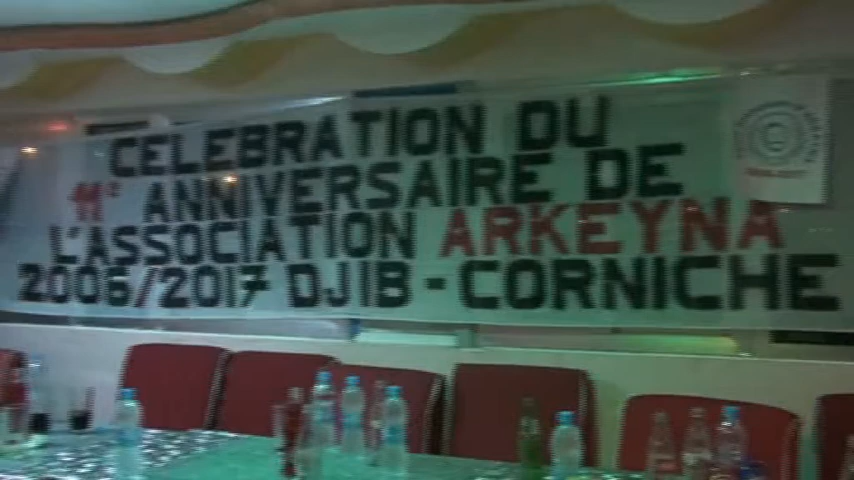 CELEBRATION DU
11e ANNIVERSAIRE DE
L'ASSOCIATION ARKEYNA
2006/2017 DJIB-CORNICHE